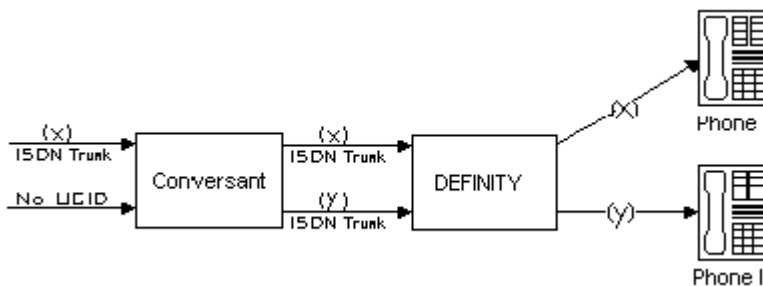 (x)
ISDN Trunk
No UCID
Conversant
(x)
ISDN Trunk
(y)
ISDN Trunk
DEFINITY
(x)
Phone
(y)
Phone